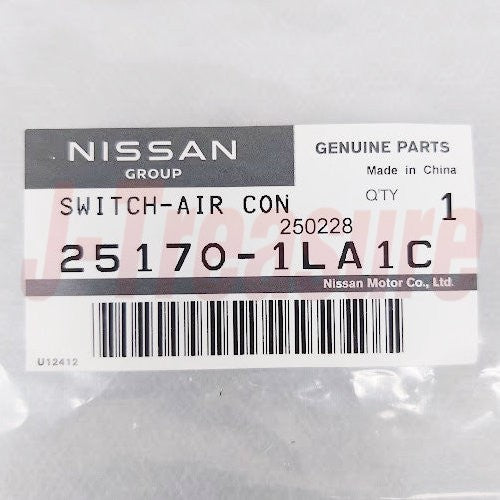 NISSAN
GROUP
GENUINE PARTS
Made in China
SWITCH-AIR CON
QTY 1
250228
25170-1LA1C
Nissan Motor Co., Ltd.
U12412
J-Treasure